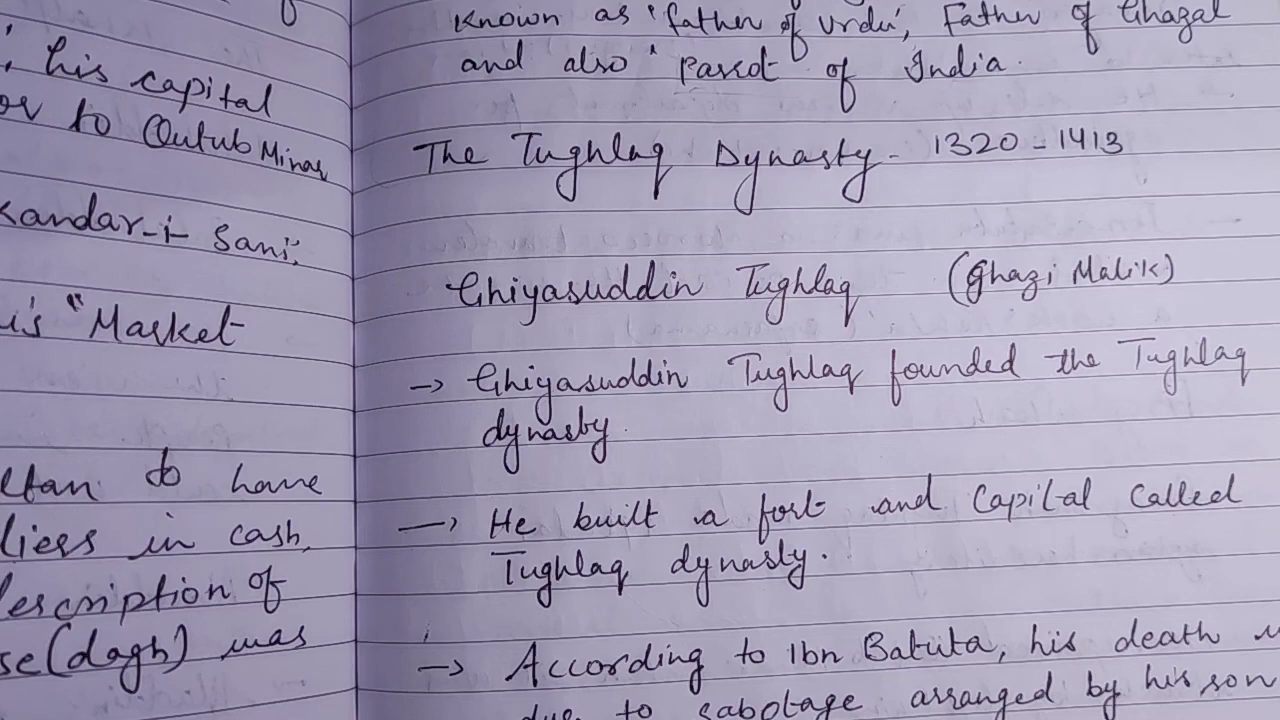 ; his capital
or to Qutub Minar
kandar-i- Sani;
is "Market
ltan to have
liers in cash,
description of
se (dagh) was
Known as 'father of Urdu', Father of Ghazal
and also 'Parrot of India.
The Tughlaq Dynasty - 1320 - 1413
Ghiyasuddin Tughlaq (Ghazi Malik)
→ Ghiyasuddin Tughlaq founded the Tughlaq
dynasty.
→ He built a fort and Capital Called
Tughlaq dynasty.
→ According to Ibn Batuta, his death
due to sabotage arranged by his son